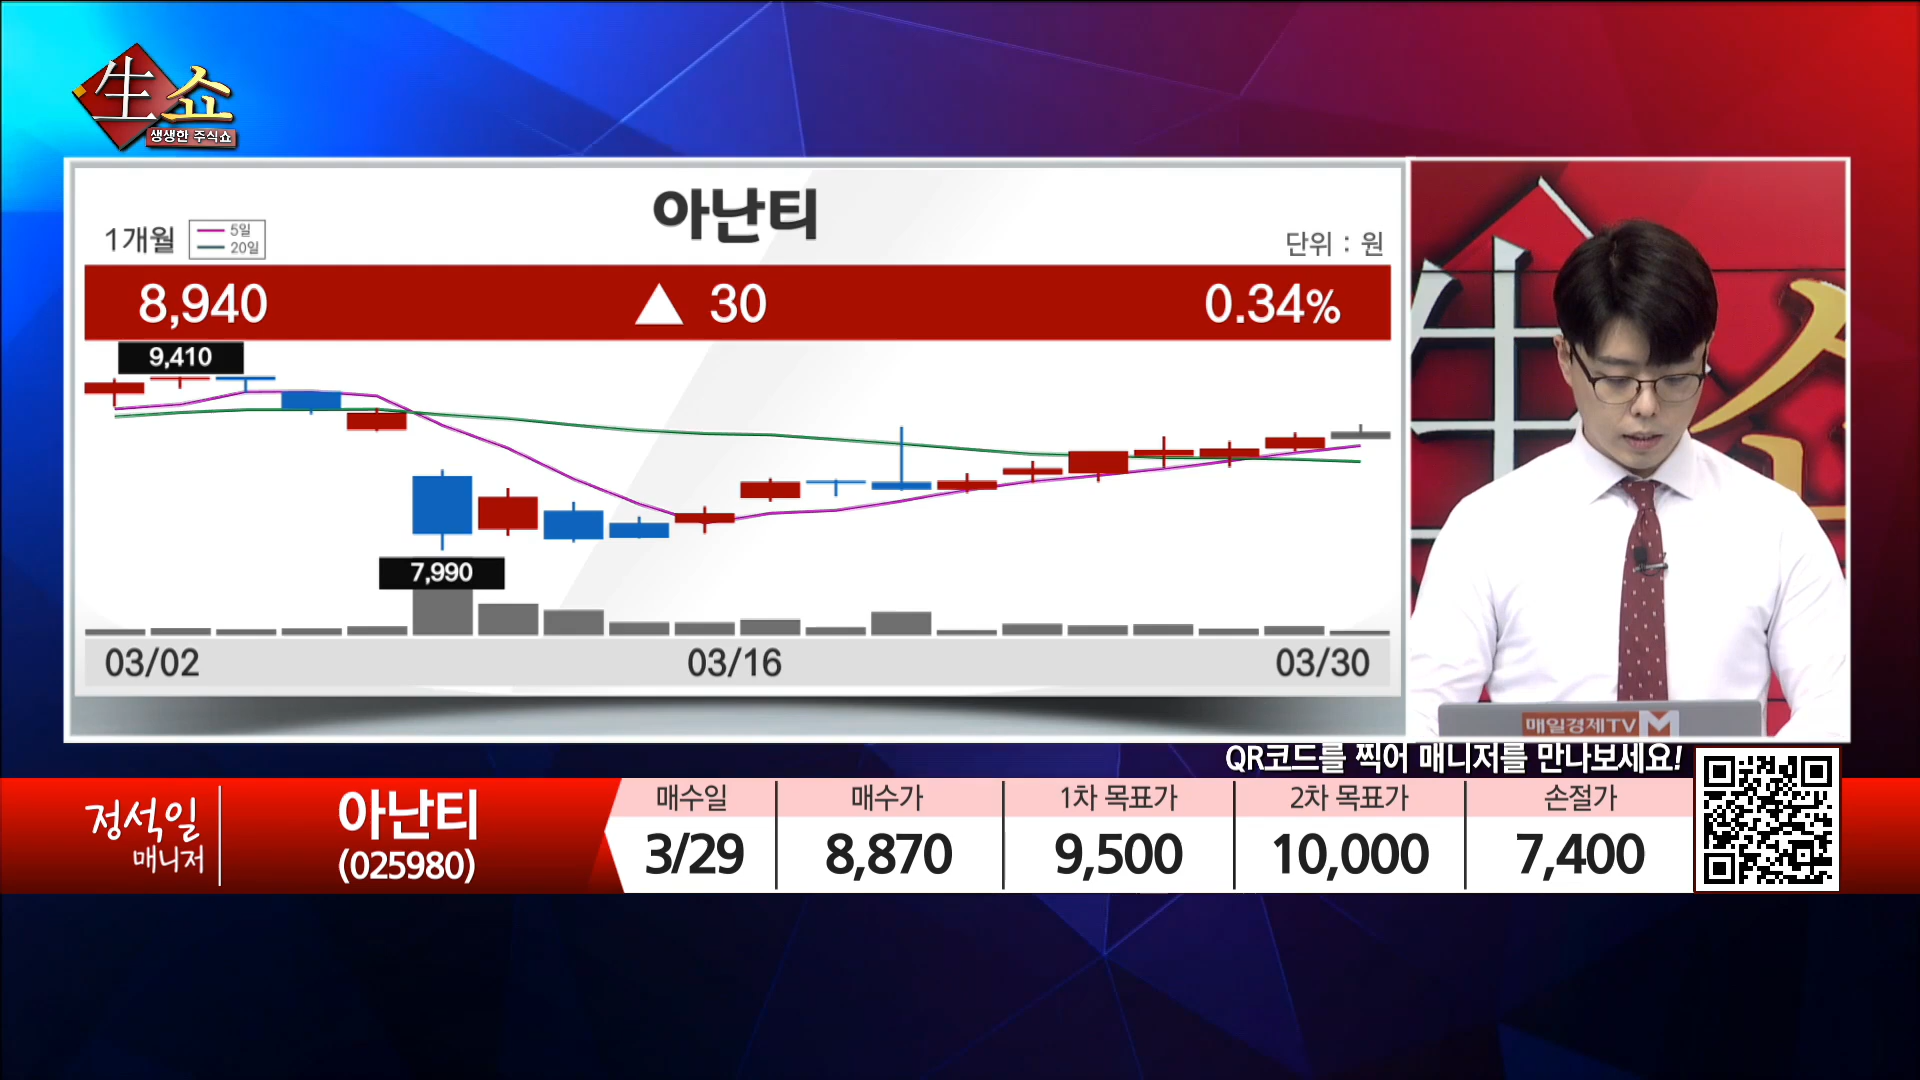 生쇼
생생한 주식쇼
아난티
1개월
5일
20일
단위 : 원
8,940 ▲ 30 0.34%
9,410
7,990
03/02 03/16 03/30
生쇼
매일경제TV M
QR코드를 찍어 매니저를 만나보세요!
정석일
매니저
아난티
(025980)
매수일 매수가 1차 목표가 2차 목표가 손절가
3/29 8,870 9,500 10,000 7,400